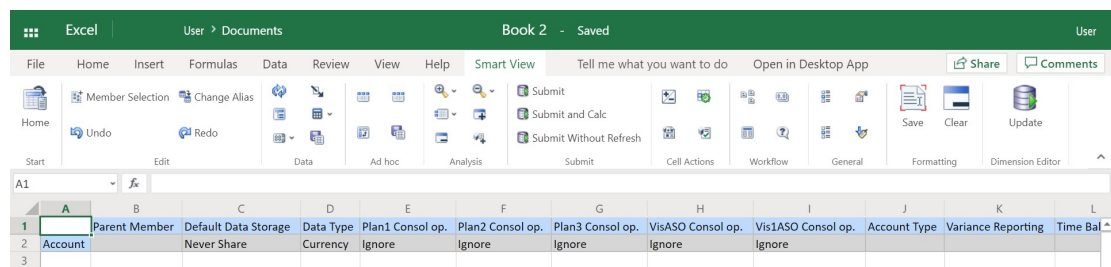 Excel User > Documents Book 2 - Saved User
File Home Insert Formulas Data Review View Help Smart View Tell me what you want to do Open in Desktop App Share Comments
Member Selection Change Alias Submit
Submit and Calc
Home Save Clear Update
Undo Redo Submit Without Refresh
Start Edit Data Ad hoc Analysis Submit Cell Actions Workflow General Formatting Dimension Editor
A1 fx
A B C D E F G H I J K L
1 Parent Member Default Data Storage Data Type Plan1 Consol op. Plan2 Consol op. Plan3 Consol op. VisASO Consol op. Vis1ASO Consol op. Account Type Variance Reporting Time Bal
2 Account Never Share Currency Ignore Ignore Ignore Ignore Ignore
3